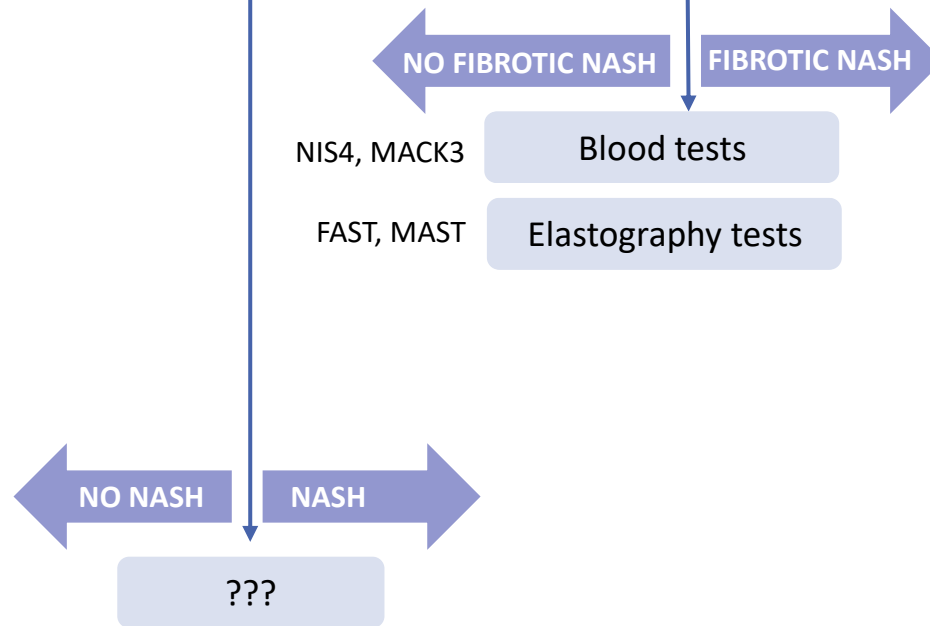 NO FIBROTIC NASH
FIBROTIC NASH
NIS4, MACK3
Blood tests
FAST, MAST
Elastography tests
NO NASH
NASH
???